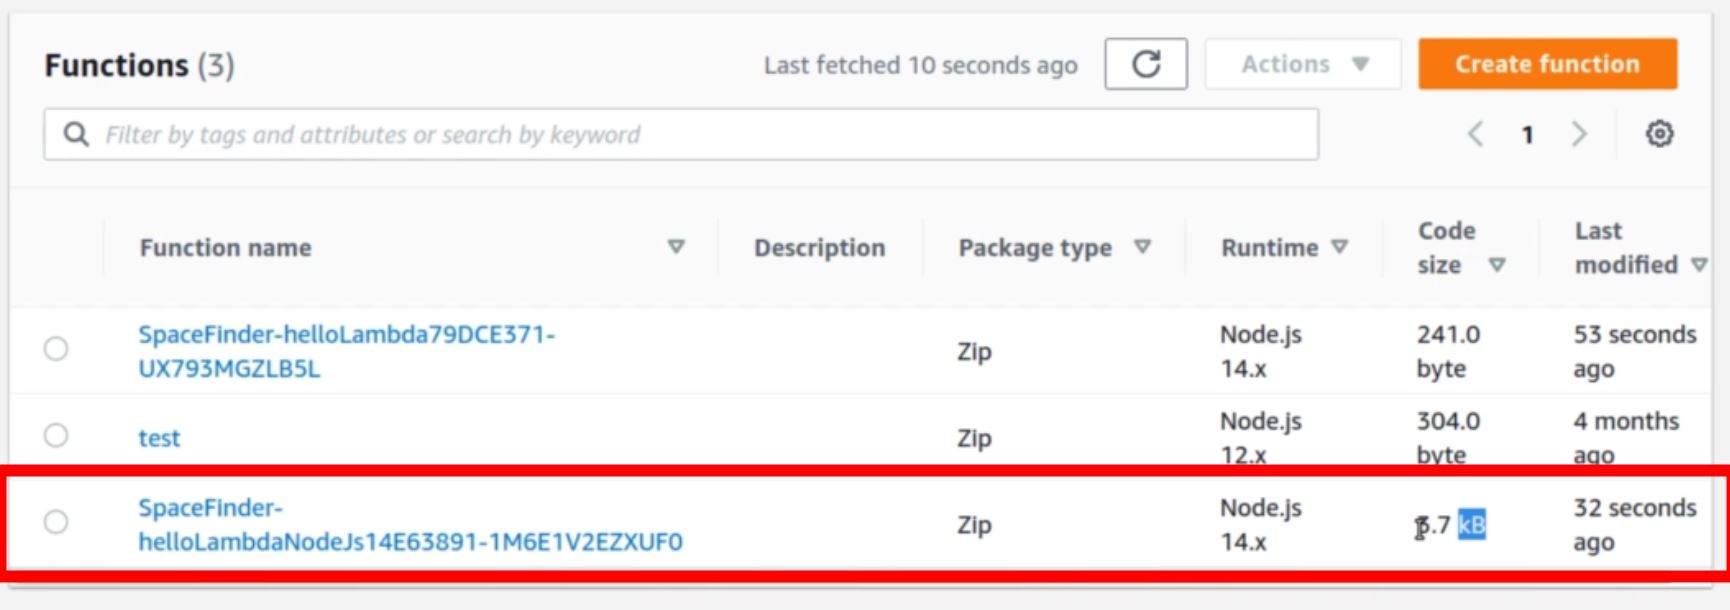 Functions (3)
Last fetched 10 seconds ago
Actions
Create function
Filter by tags and attributes or search by keyword
1
Function name
Description
Package type
Runtime
Code
size
Last
modified
SpaceFinder-helloLambda79DCE371-
UX793MGZLB5L
Zip
Node.js
14.x
241.0
byte
53 seconds
ago
test
Zip
Node.js
12.x
304.0
byte
4 months
ago
SpaceFinder-
helloLambdaNodeJs14E63891-1M6E1V2EZXUF0
Zip
Node.js
14.x
kB
32 seconds
ago